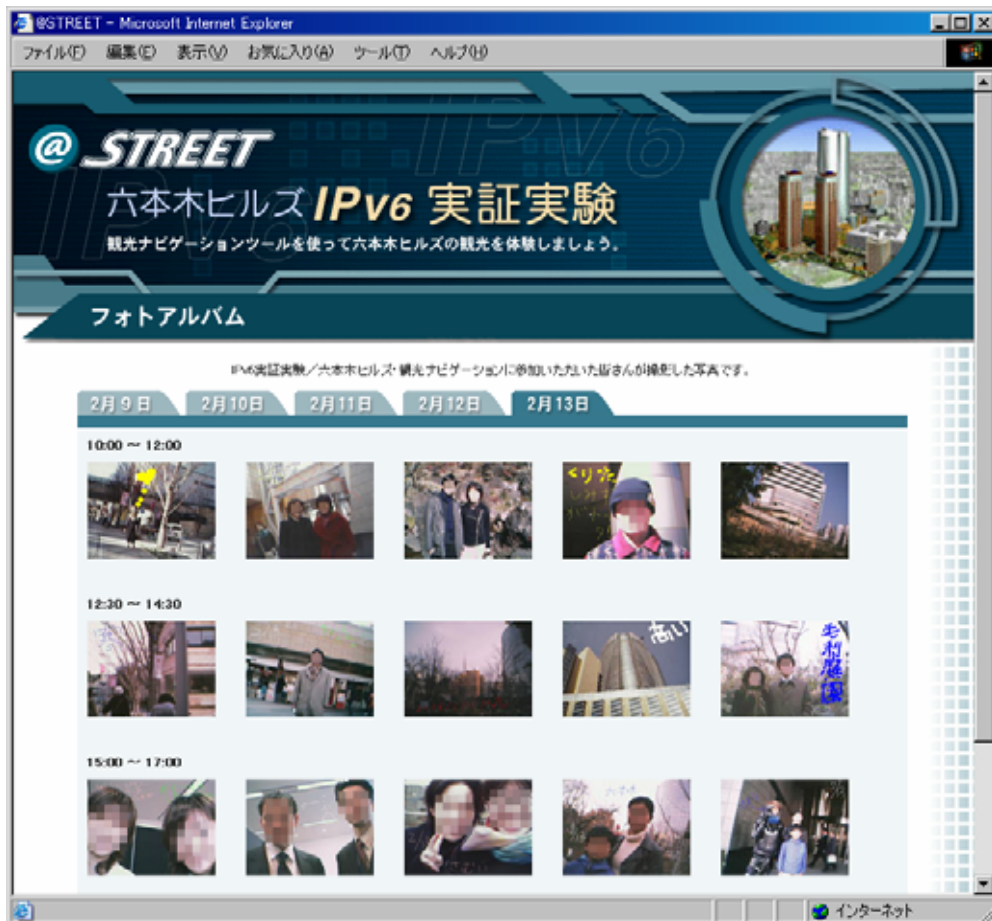 @STREET - Microsoft Internet Explorer
ファイル(F) 編集(E) 表示(V) お気に入り(A) ツール(T) ヘルプ(H)
IPv6
IPv6
@ STREET
六本木ヒルズ IPv6 実証実験
観光ナビゲーションツールを使って六本木ヒルズの観光を体験しましょう。
フォトアルバム
IPv6実証実験／六本木ヒルズ・観光ナビゲーションに参加いただいた皆さんが撮影した写真です。
2月9日 2月10日 2月11日 2月12日 2月13日
10:00 ～ 12:00
12:30 ～ 14:30
高い
毛利庭園
15:00 ～ 17:00
インターネット